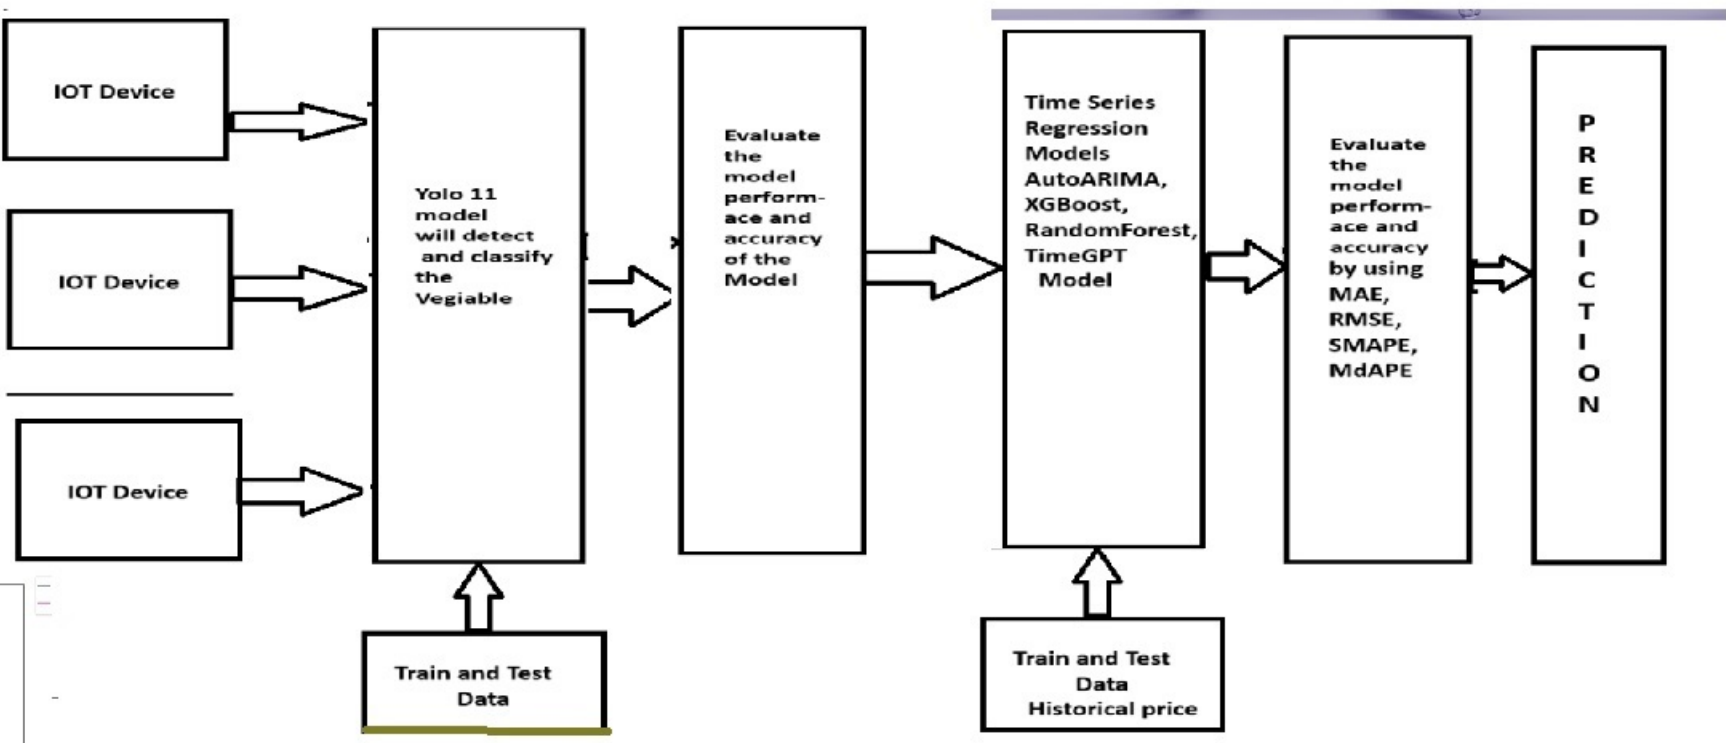 IOT Device
IOT Device
IOT Device
Yolo 11
model
will detect
and classify
the
Vegiable
Train and Test
Data
Evaluate
the
model
perform-
ace and
accuracy
of the
Model
Time Series
Regression
Models
AutoARIMA,
XGBoost,
RandomForest,
TimeGPT
Model
Train and Test
Data
Historical price
Evaluate
the
model
perform-
ace and
accuracy
by using
MAE,
RMSE,
SMAPE,
MdAPE
P
R
E
D
I
C
T
I
O
N